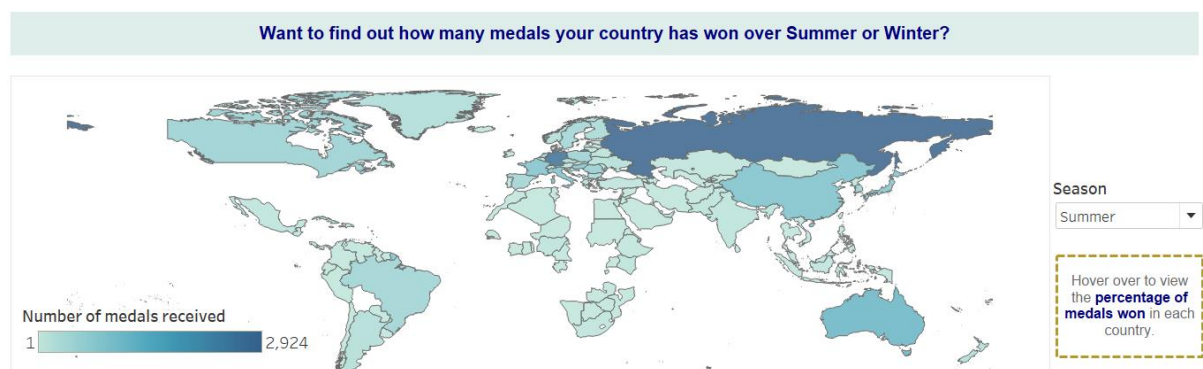 Want to find out how many medals your country has won over Summer or Winter?
Season
Summer
Hover over to view
the percentage of
medals won in each
country.
Number of medals received
1
2,924